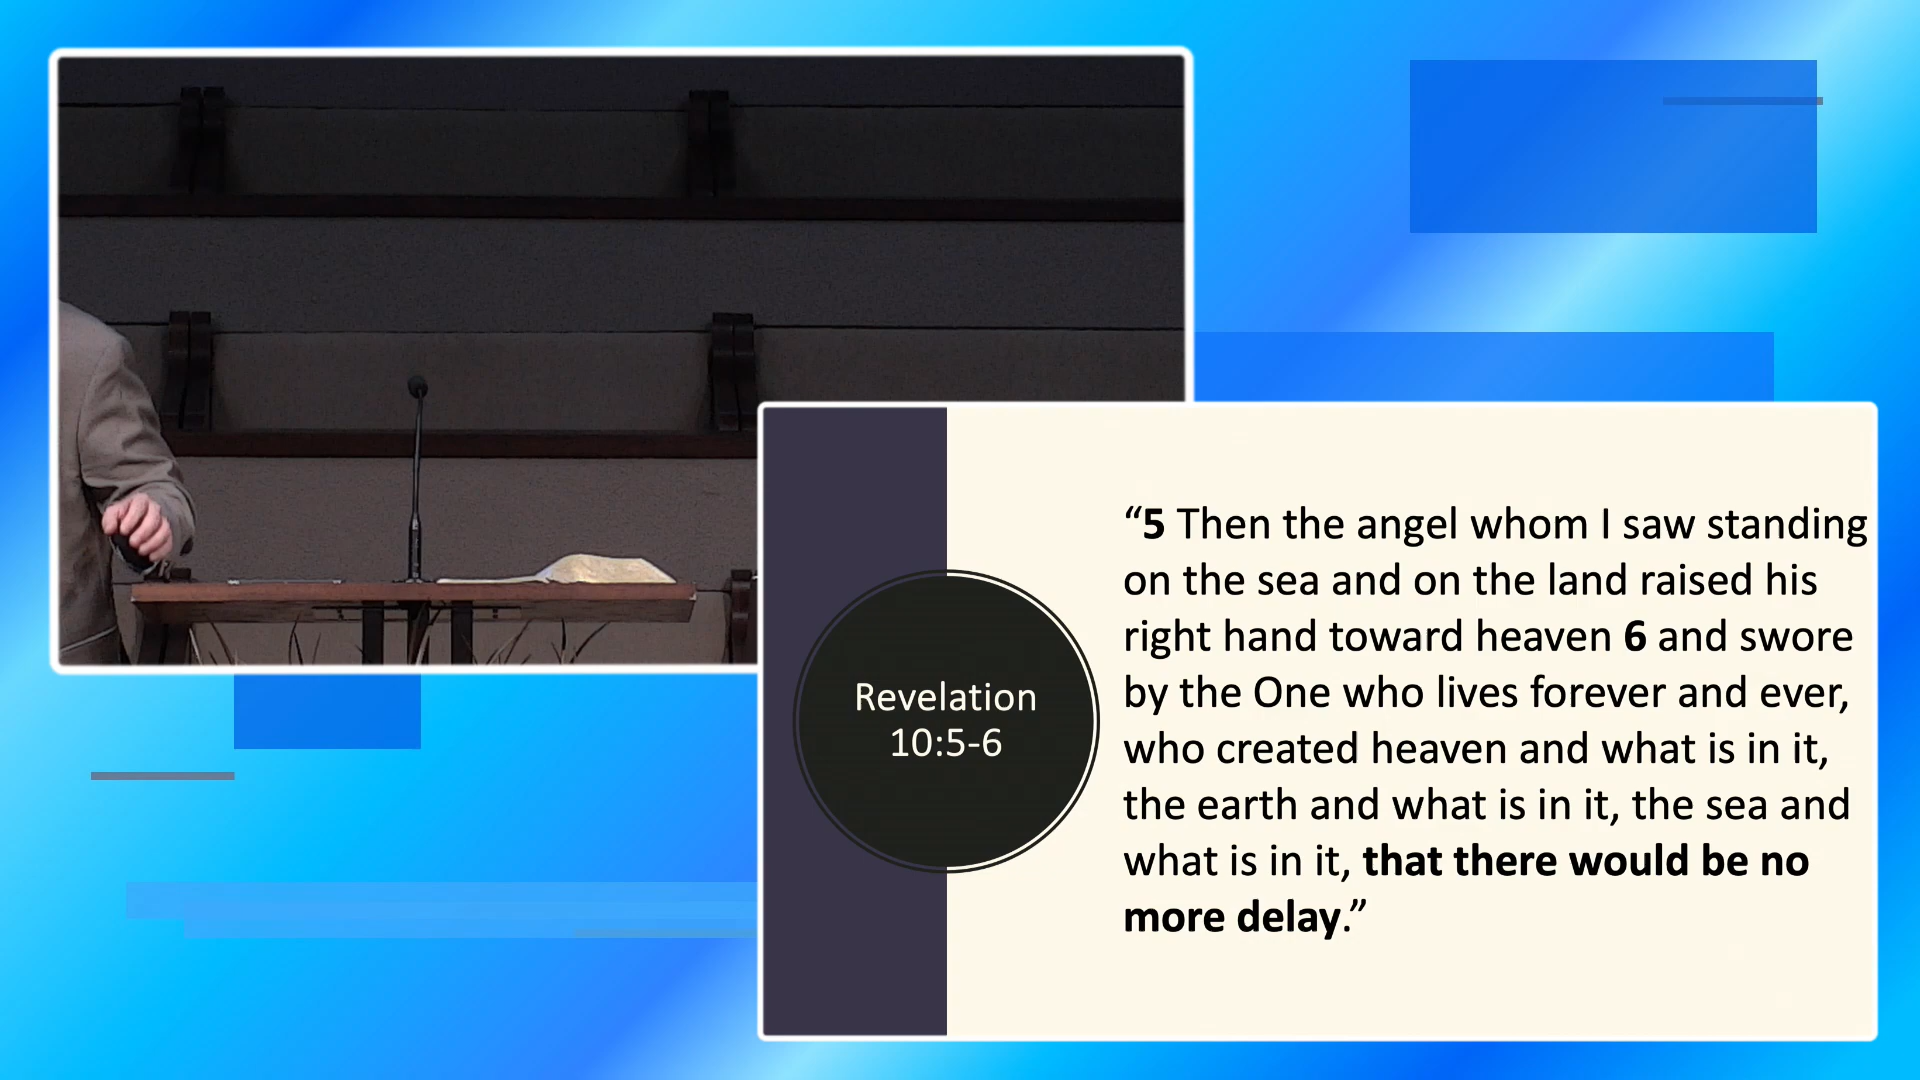 Revelation
10:5-6
“5 Then the angel whom I saw standing
on the sea and on the land raised his
right hand toward heaven 6 and swore
by the One who lives forever and ever,
who created heaven and what is in it,
the earth and what is in it, the sea and
what is in it, that there would be no
more delay.”